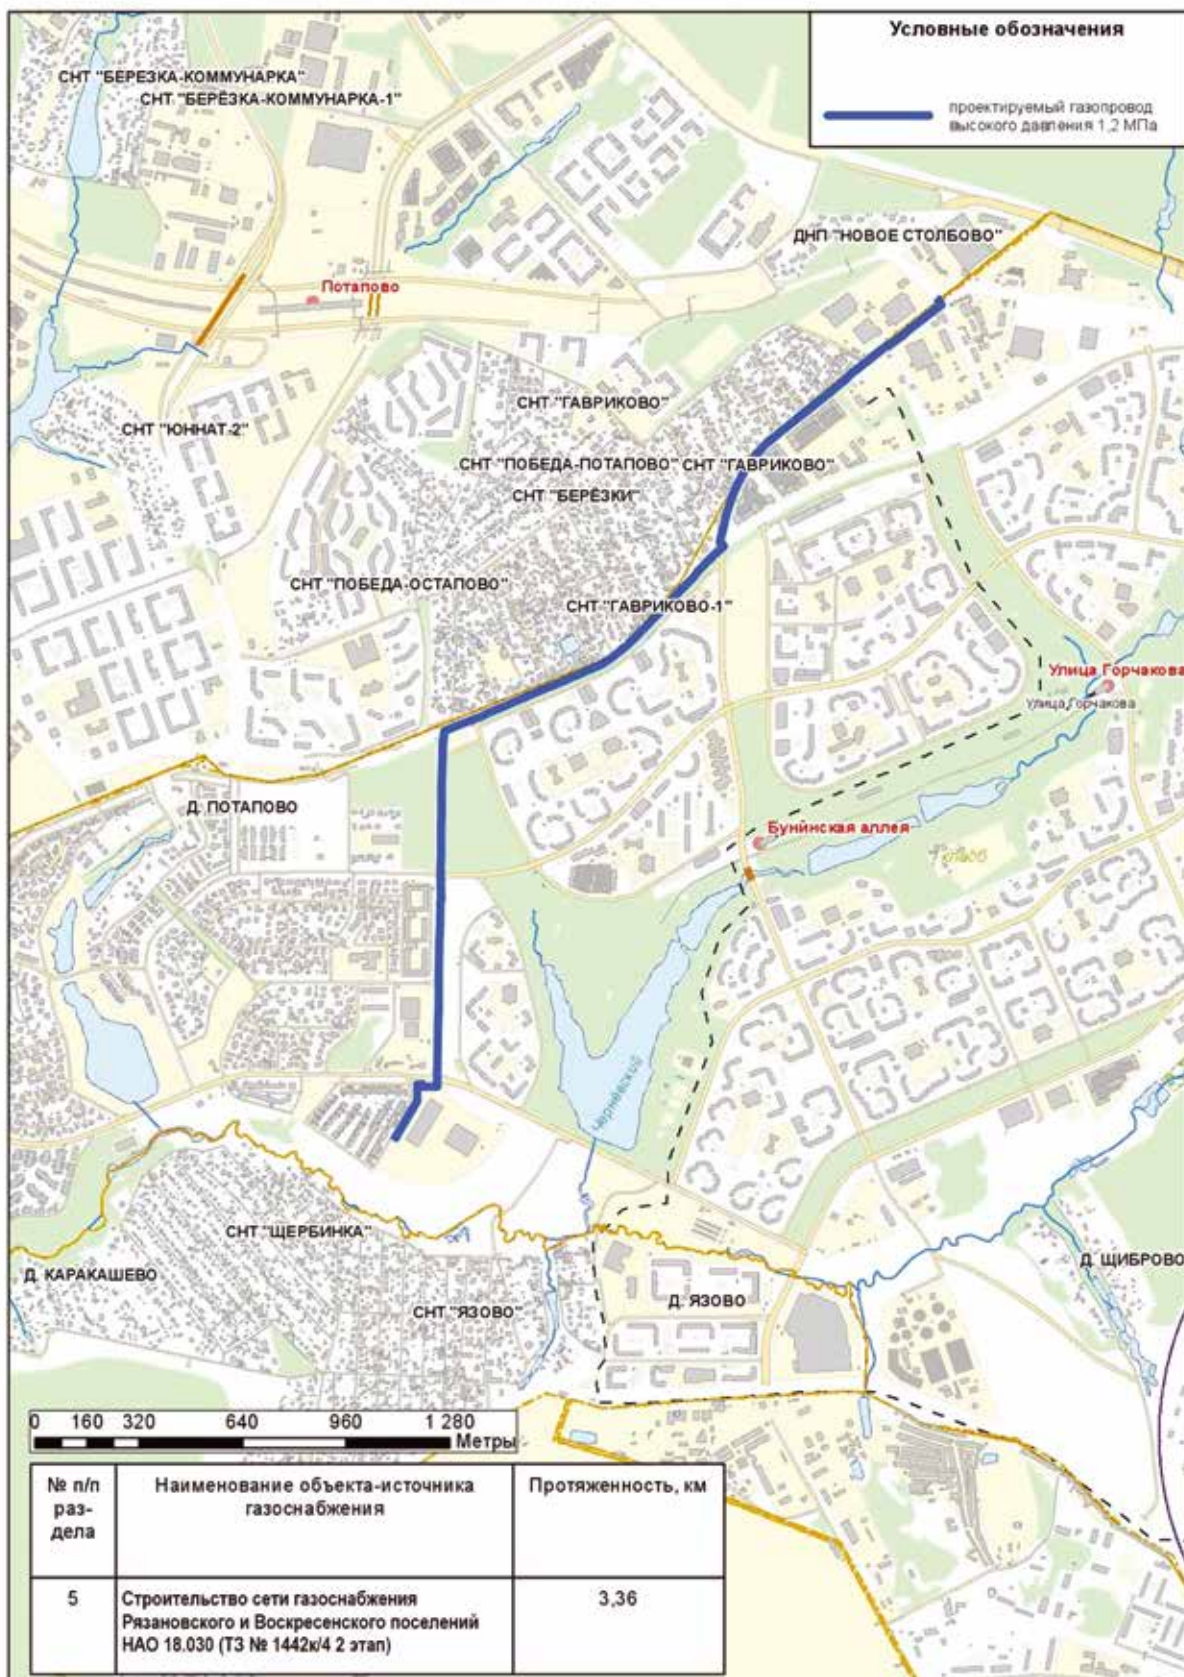 Условные обозначения
проектируемый газопровод
высокого давления 1,2 МПа
СНТ "БЕРЕЗКА-КОММУНАРКА"
СНТ "БЕРЁЗКА-КОММУНАРКА-1"
ДНП "НОВОЕ СТОЛБОВО"
Потапово
СНТ "ГАВРИКОВО"
СНТ "ЮННАТ-2"
СНТ "ПОБЕДА-ПОТАПОВО"
СНТ "ГАВРИКОВО"
СНТ "БЕРЁЗКИ"
СНТ "ПОБЕДА-ОСТАПОВО"
СНТ "ГАВРИКОВО-1"
Улица Горчакова
Улица Горчакова
Д. ПОТАПОВО
Бунинская аллея
Чернёвский
СНТ "ЩЕРБИНКА"
Д. КАРАКАШЕВО
Д. ЩИБРОВО
Д. ЯЗОВО
СНТ "ЯЗОВО"
0 160 320 640 960 1 280
Метры
№ п/п
раз-
дела
Наименование объекта-источника
газоснабжения
Протяженность, км
5
Строительство сети газоснабжения
Рязановского и Воскресенского поселений
НАО 18.030 (ТЗ № 1442к/4 2 этап)
3,36